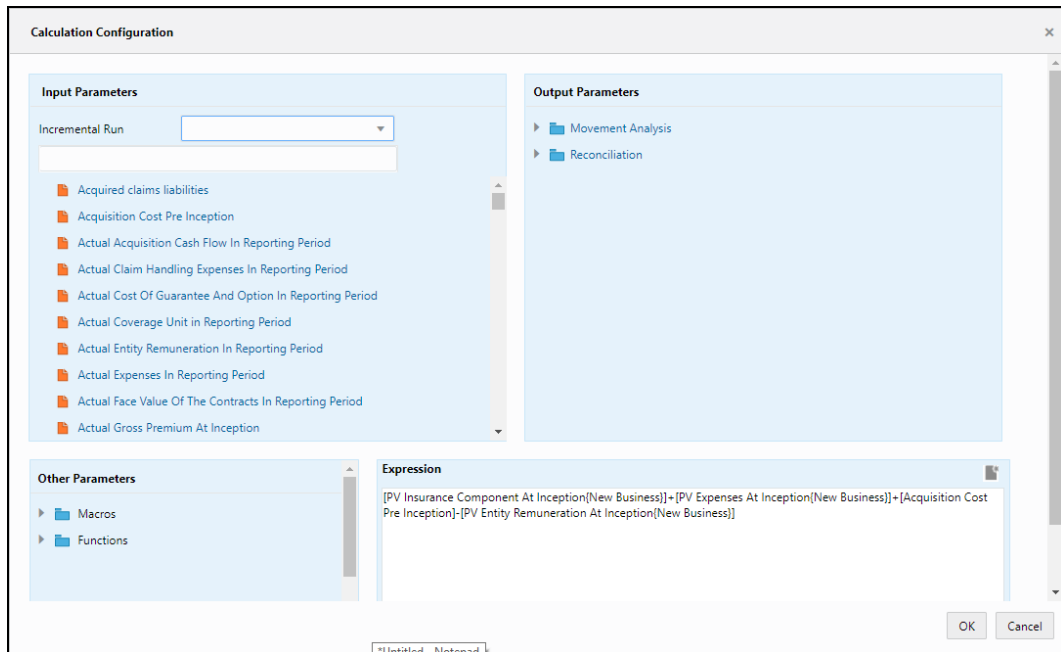 Calculation Configuration
Input Parameters
Incremental Run
Acquired claims liabilities
Acquisition Cost Pre Inception
Actual Acquisition Cash Flow In Reporting Period
Actual Claim Handling Expenses In Reporting Period
Actual Cost Of Guarantee And Option In Reporting Period
Actual Coverage Unit in Reporting Period
Actual Entity Remuneration In Reporting Period
Actual Expenses In Reporting Period
Actual Face Value Of The Contracts In Reporting Period
Actual Gross Premium At Inception
Output Parameters
Movement Analysis
Reconciliation
Other Parameters
Macros
Functions
Expression
[PV Insurance Component At Inception{New Business}]+[PV Expenses At Inception{New Business}]+[Acquisition Cost
Pre Inception]-[PV Entity Remuneration At Inception{New Business}]
OK
Cancel
*Untitled - Notepad